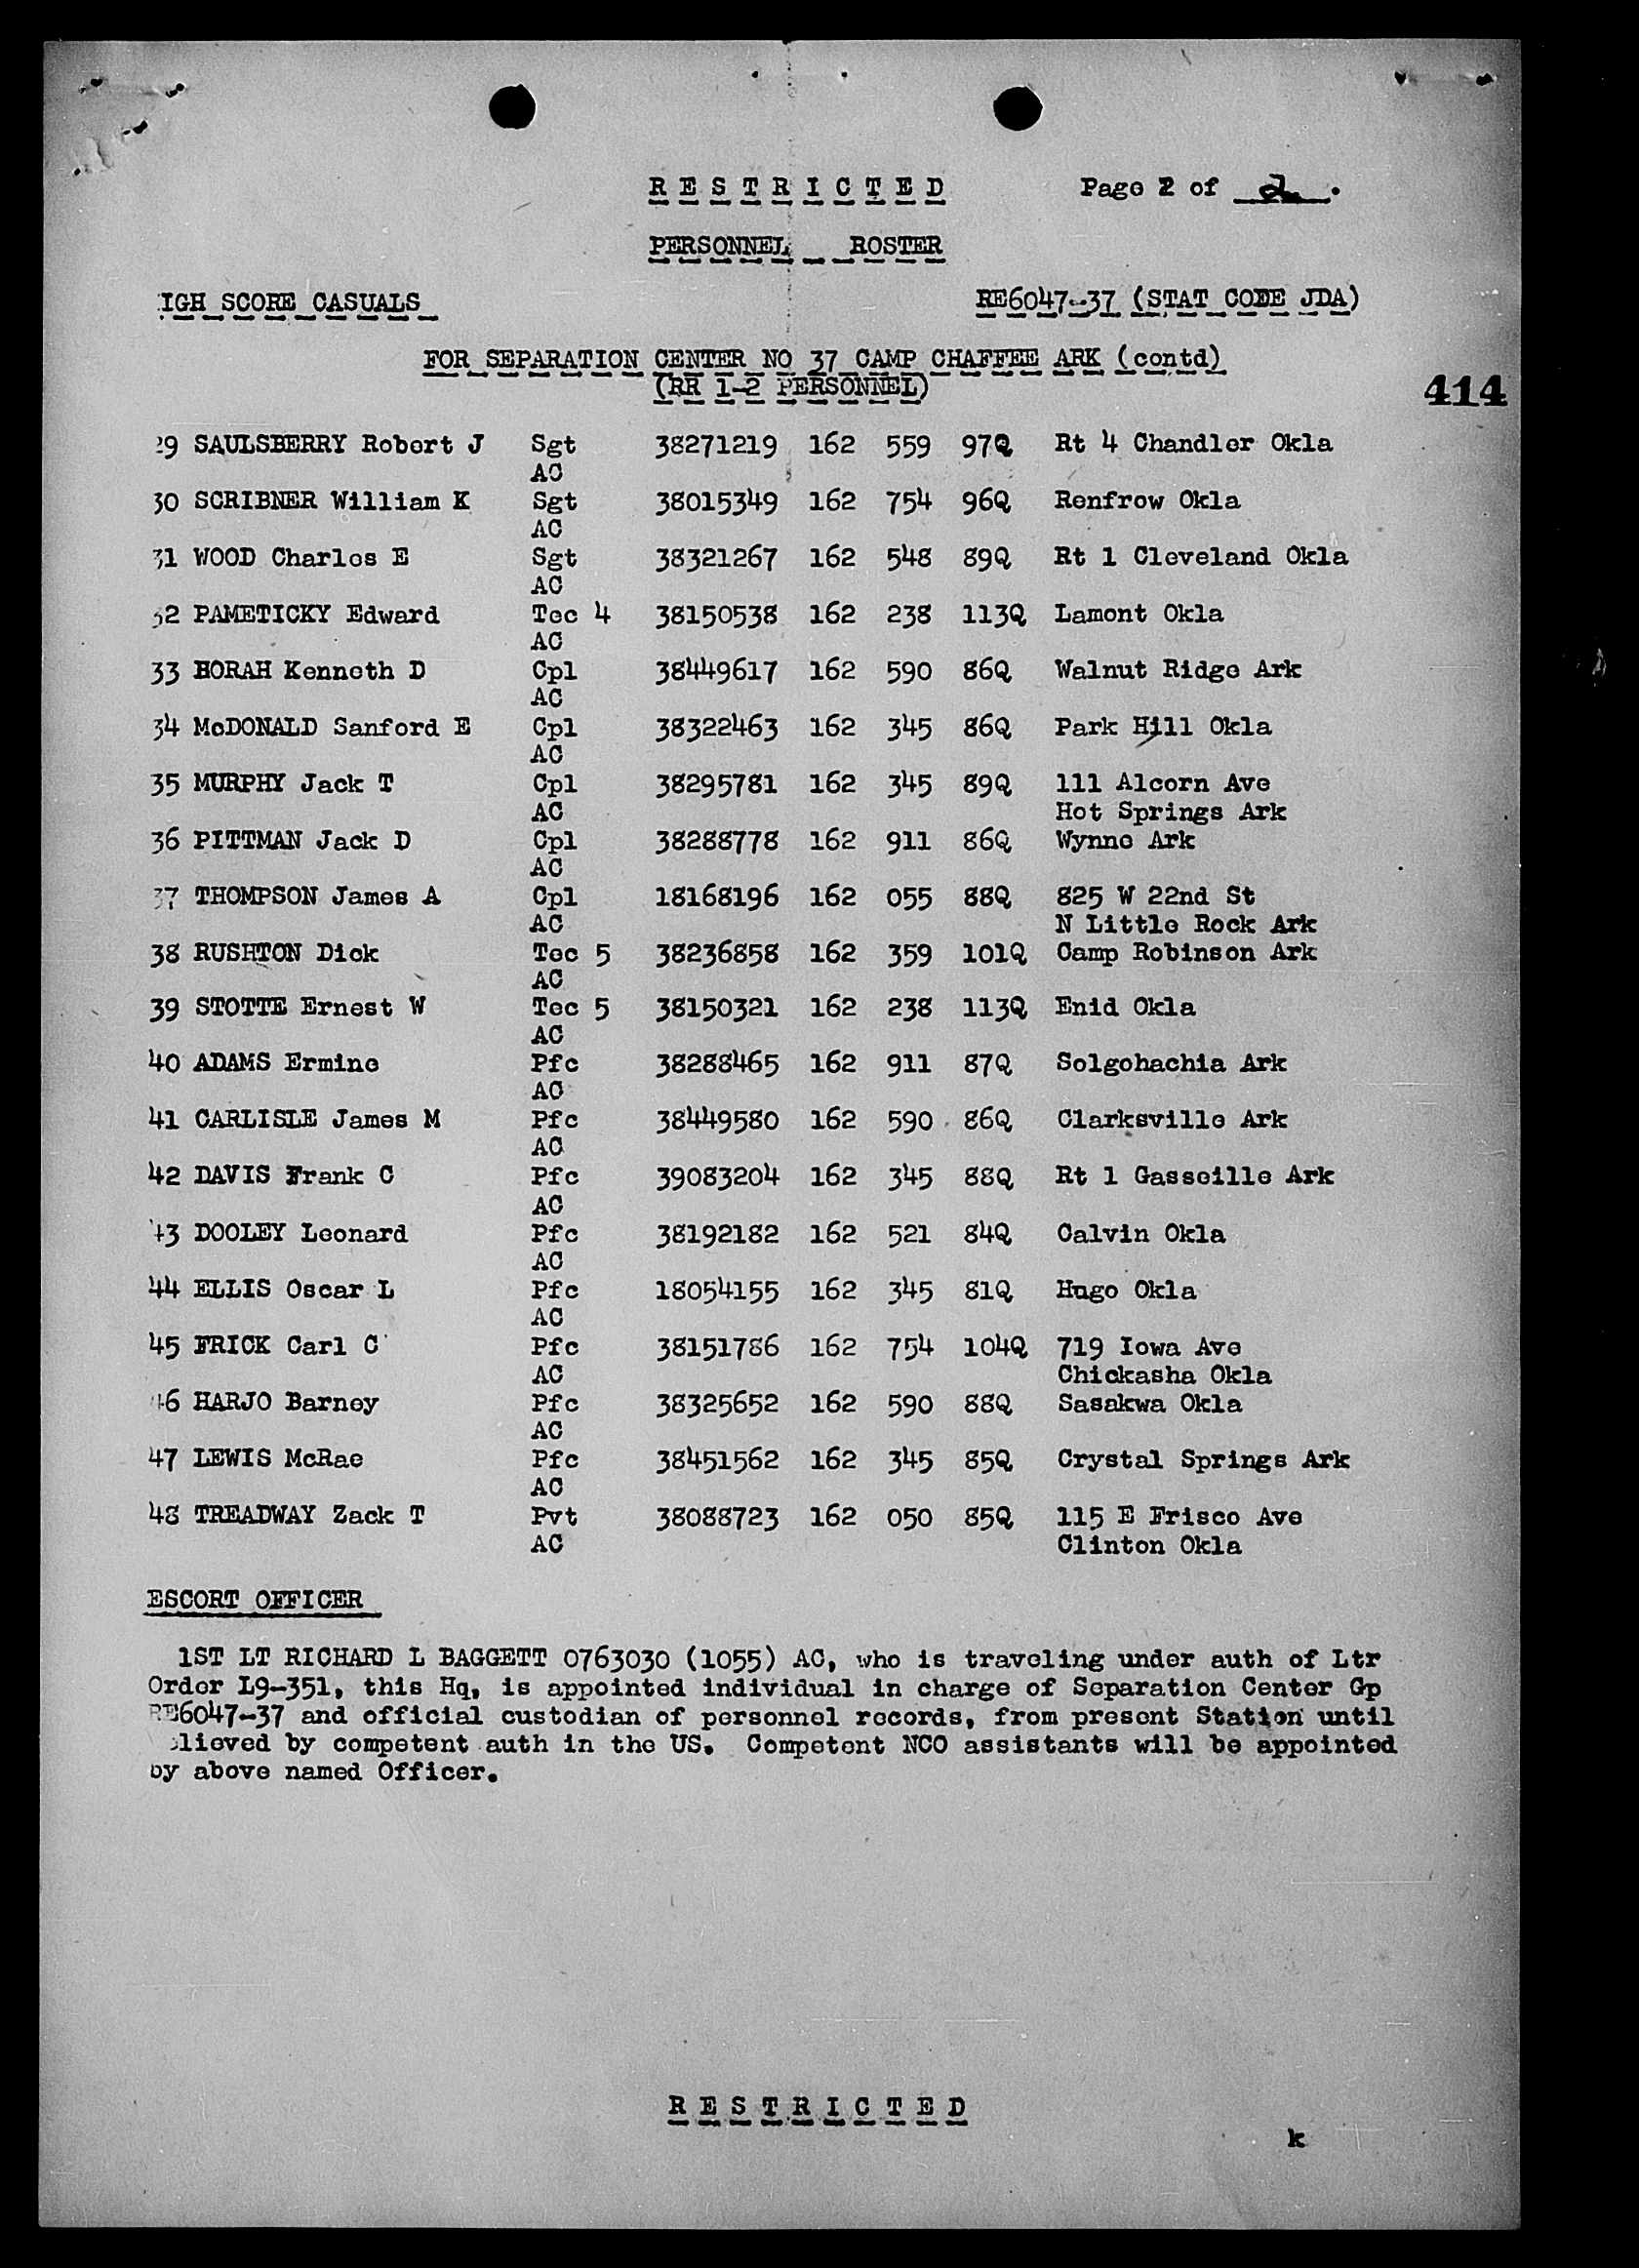 RESTRICTED Page 2 of 2.
PERSONNEL ROSTER
IGH SCORE CASUALS RE6047-37 (STAT CODE JDA)
FOR SEPARATION CENTER NO 37 CAMP CHAFFEE ARK (contd)
(RR 1-2 PERSONNEL)
414
29 SAULSBERRY Robert J Sgt 38271219 162 559 97Q Rt 4 Chandler Okla
AC
30 SCRIBNER William K Sgt 38015349 162 754 96Q Renfrow Okla
AC
31 WOOD Charles E Sgt 38321267 162 548 89Q Rt 1 Cleveland Okla
AC
32 PAMETICKY Edward Tec 4 38150538 162 238 113Q Lamont Okla
AC
33 BORAH Kenneth D Cpl 38449617 162 590 86Q Walnut Ridge Ark
AC
34 McDONALD Sanford E Cpl 38322463 162 345 86Q Park Hill Okla
AC
35 MURPHY Jack T Cpl 38295781 162 345 89Q 111 Alcorn Ave
AC Hot Springs Ark
36 PITTMAN Jack D Cpl 38288778 162 911 86Q Wynne Ark
AC
37 THOMPSON James A Cpl 18168196 162 055 88Q 825 W 22nd St
AC N Little Rock Ark
38 RUSHTON Dick Tec 5 38236858 162 359 101Q Camp Robinson Ark
AC
39 STOTTE Ernest W Tec 5 38150321 162 238 113Q Enid Okla
AC
40 ADAMS Ermine Pfc 38288465 162 911 87Q Solgohachia Ark
AC
41 CARLISLE James M Pfc 38449580 162 590 86Q Clarksville Ark
AC
42 DAVIS Frank C Pfc 39083204 162 345 88Q Rt 1 Gasseille Ark
AC
43 DOOLEY Leonard Pfc 38192182 162 521 84Q Calvin Okla
AC
44 ELLIS Oscar L Pfc 18054155 162 345 81Q Hugo Okla
AC
45 FRICK Carl C Pfc 38151786 162 754 104Q 719 Iowa Ave
AC Chickasha Okla
46 HARJO Barney Pfc 38325652 162 590 88Q Sasakwa Okla
AC
47 LEWIS McRae Pfc 38451562 162 345 85Q Crystal Springs Ark
AC
48 TREADWAY Zack T Pvt 38088723 162 050 85Q 115 E Frisco Ave
AC Clinton Okla
ESCORT OFFICER
1ST LT RICHARD L BAGGETT 0763030 (1055) AC, who is traveling under auth of Ltr
Order L9-351, this Hq, is appointed individual in charge of Separation Center Gp
RE6047-37 and official custodian of personnel records, from present Station until
lieved by competent auth in the US. Competent NCO assistants will be appointed
by above named Officer.
RESTRICTED
k